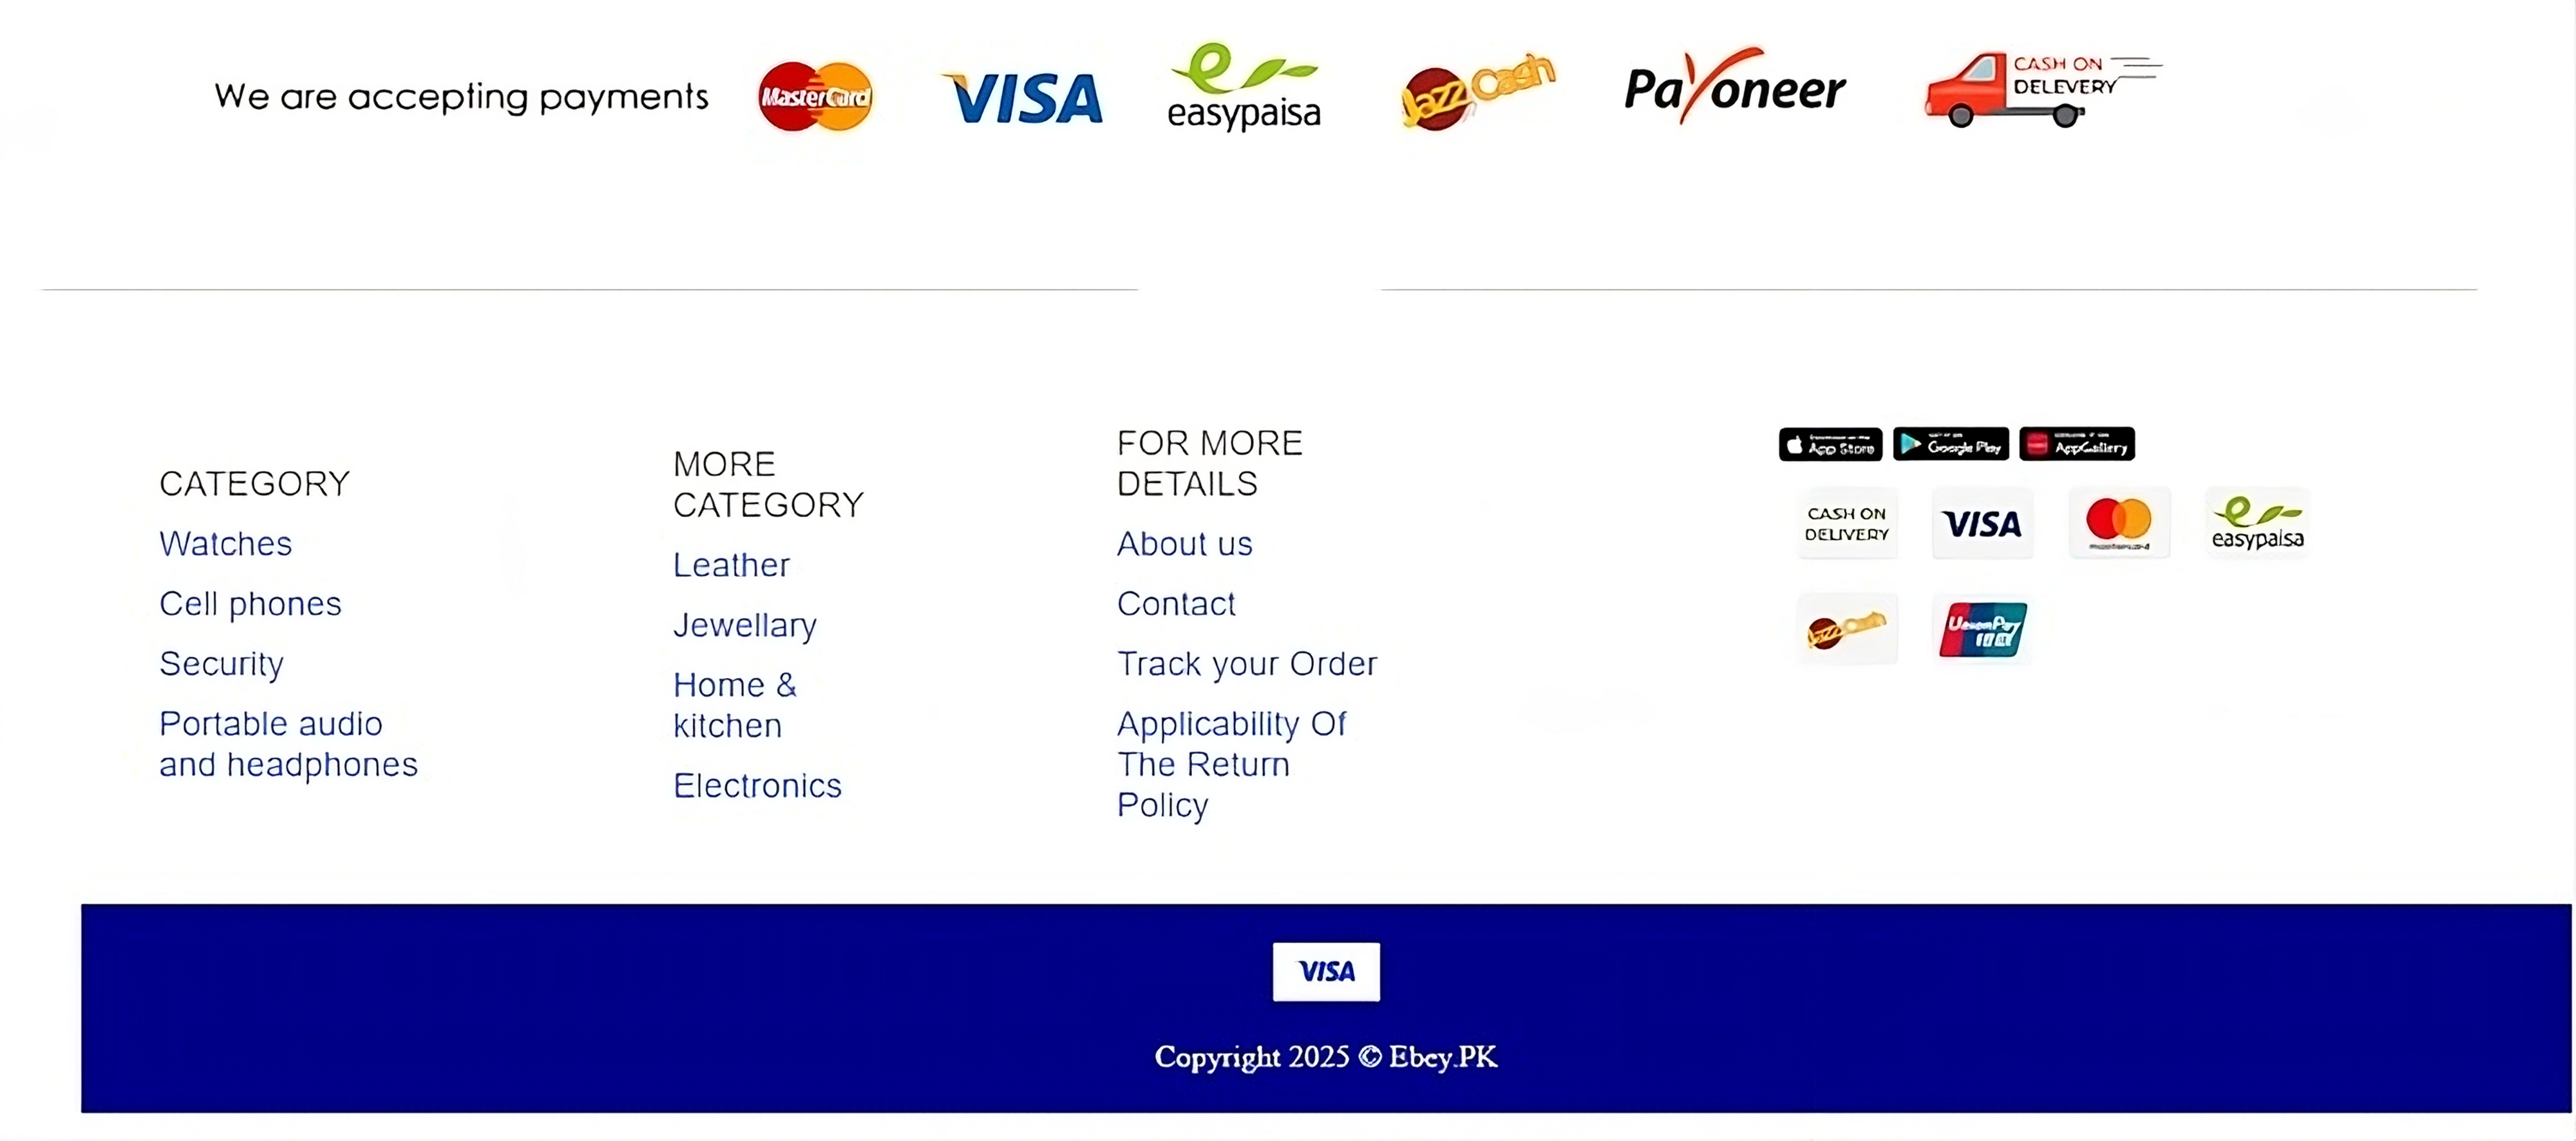 We are accepting payments
MasterCard
VISA
easypaisa
Jazz Cash
Payoneer
CASH ON
DELEVERY
CATEGORY
Watches
Cell phones
Security
Portable audio
and headphones
MORE
CATEGORY
Leather
Jewellary
Home &
kitchen
Electronics
FOR MORE
DETAILS
About us
Contact
Track your Order
Applicability Of
The Return
Policy
App Store
Google Play
AppGallery
CASH ON
DELIVERY
VISA
easypaisa
UnionPay
VISA
Copyright 2025 © Ebey.PK